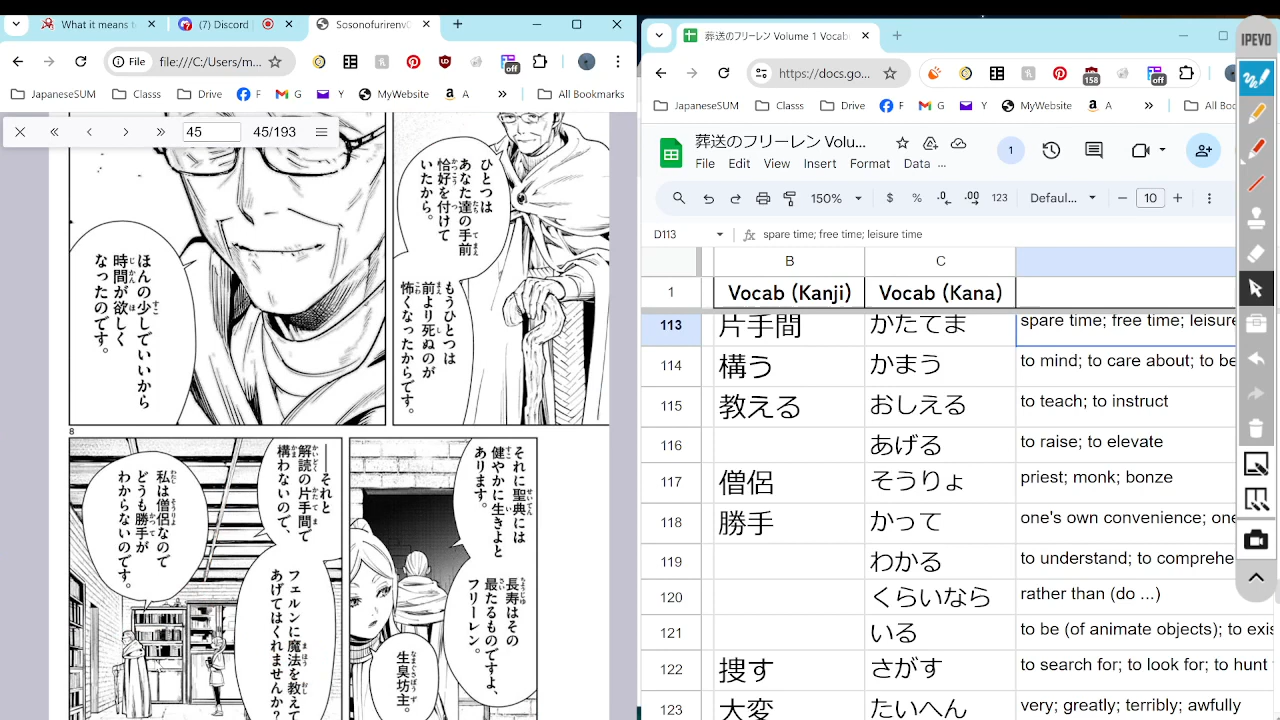 What is the mean
(3) Discord
Sosonofurirenv
File
file:///C:/Users/m...
off
JapaneseSUM
Classs
Drive
F
G
Y
MyWebsite
A
»
All Bookmarks
45
45/193
ひとつは
あなた達の手前
恰好を付けて
いたから。
もうひとつは
前より死ぬのが
怖くなったからです。
ほんの少しでいいから
時間が欲しく
なったのです。
8
それに聖典には
健やかに生きよと
あります。
長寿はその
最たるものですよ、
フリーレン。
生臭坊主。
――それと
解読の片手間で
構わないので、
フェルンに魔法を教えて
あげてはくれませんか?
私は僧侶なので
どうも勝手が
わからないのです。
葬送のフリーレン Volume 1 Vocab
https://docs.go...
158
off
JapaneseSUM
Classs
Drive
F
G
MyWebsite
A
»
All Boo
葬送のフリーレン Volu...
File Edit View Insert Format Data ...
1
150% $ % .0 .00 123 Defaul... 10
D113 fx spare time; free time; leisure time
B C
1 Vocab (Kanji) Vocab (Kana)
113 片手間 かたてま spare time; free time; leisure
114 構う かまう to mind; to care about; to be
115 教える おしえる to teach; to instruct
116 あげる to raise; to elevate
117 僧侶 そうりょ priest; monk; bonze
118 勝手 かって one's own convenience; one
119 わかる to understand; to comprehe
120 くらいなら rather than (do ...)
121 いる to be (of animate objects); to exis
122 捜す さがす to search for; to look for; to hunt
123 大変 たいへん very; greatly; terribly; awfully
IPEVO